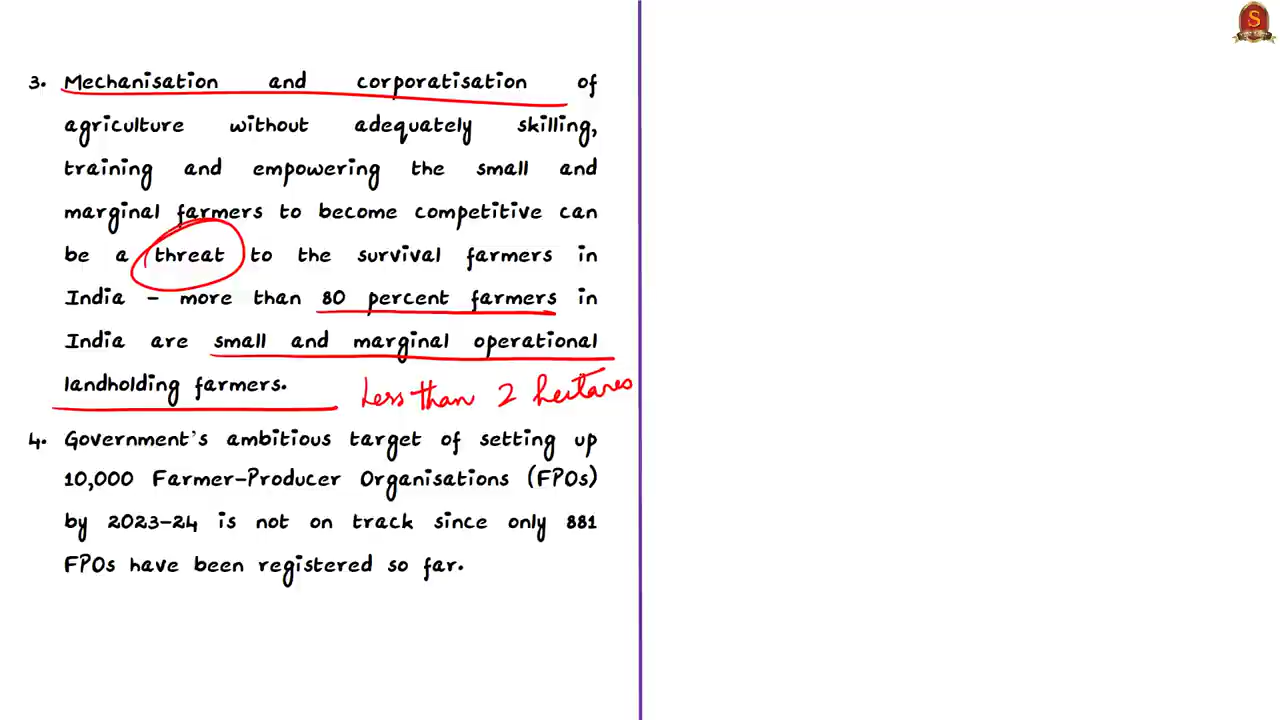 3. Mechanisation and corporatisation of
agriculture without adequately skilling,
training and empowering the small and
marginal farmers to become competitive can
be a threat to the survival farmers in
India - more than 80 percent farmers in
India are small and marginal operational
landholding farmers.
Less than 2 hectares
4. Government's ambitious target of setting up
10,000 Farmer-Producer Organisations (FPOs)
by 2023-24 is not on track since only 881
FPOs have been registered so far.
S